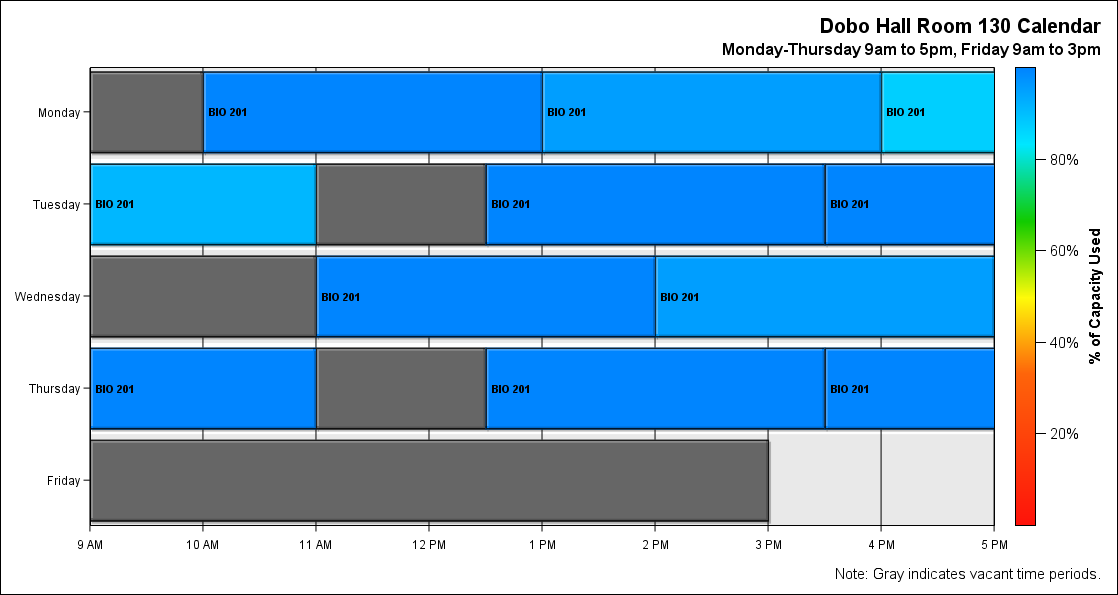 Dobo Hall Room 130 Calendar
Monday-Thursday 9am to 5pm, Friday 9am to 3pm
Monday
BIO 201
BIO 201
BIO 201
Tuesday
BIO 201
BIO 201
BIO 201
Wednesday
BIO 201
BIO 201
Thursday
BIO 201
BIO 201
BIO 201
Friday
9 AM
10 AM
11 AM
12 PM
1 PM
2 PM
3 PM
4 PM
5 PM
80%
60%
40%
20%
% of Capacity Used
Note: Gray indicates vacant time periods.